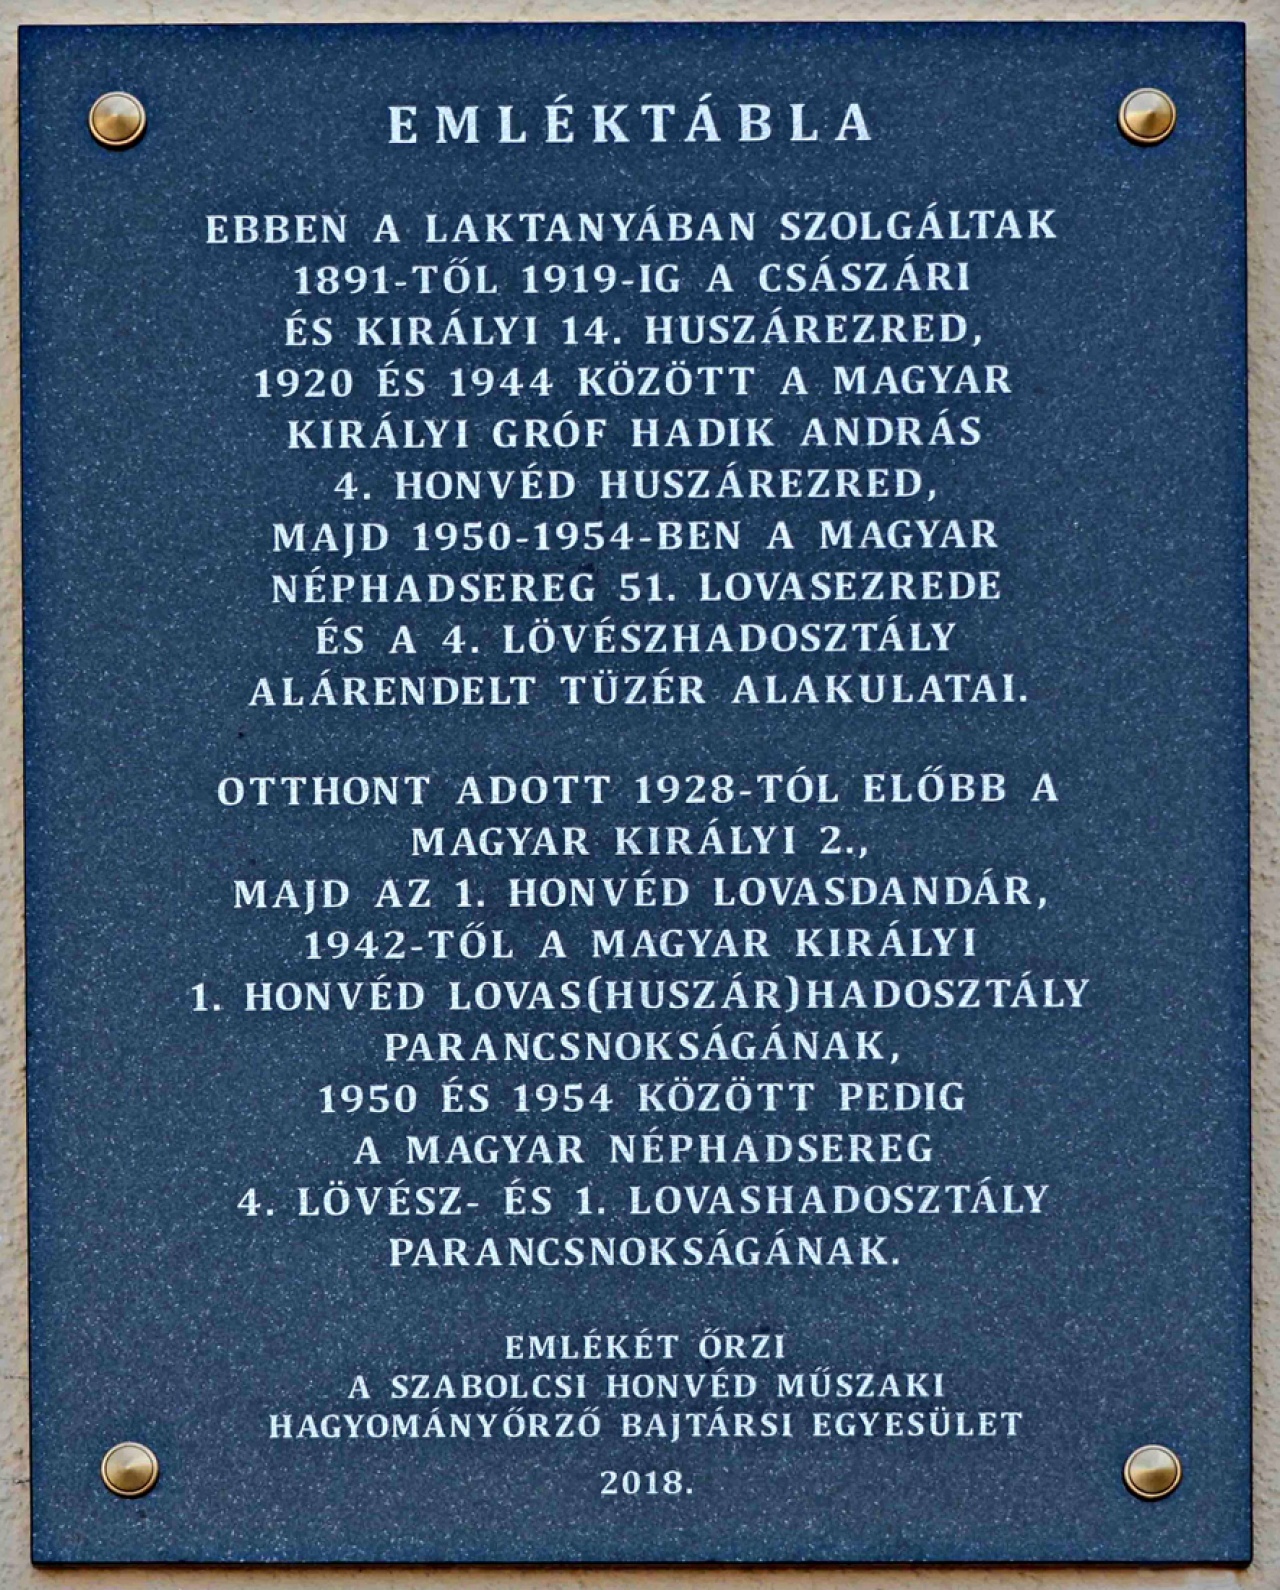 EMLÉKTÁBLA
EBBEN A LAKTANYÁBAN SZOLGÁLTAK
1891-TŐL 1919-IG A CSÁSZÁRI
ÉS KIRÁLYI 14. HUSZÁREZRED,
1920 ÉS 1944 KÖZÖTT A MAGYAR
KIRÁLYI GRÓF HADIK ANDRÁS
4. HONVÉD HUSZÁREZRED,
MAJD 1950-1954-BEN A MAGYAR
NÉPHADSEREG 51. LOVASEZREDE
ÉS A 4. LÖVÉSZHADOSZTÁLY
ALÁRENDELT TÜZÉR ALAKULATAI.
OTTHONT ADOTT 1928-TÓL ELŐBB A
MAGYAR KIRÁLYI 2.,
MAJD AZ 1. HONVÉD LOVASDANDÁR,
1942-TŐL A MAGYAR KIRÁLYI
1. HONVÉD LOVAS(HUSZÁR)HADOSZTÁLY
PARANCSNOKSÁGÁNAK,
1950 ÉS 1954 KÖZÖTT PEDIG
A MAGYAR NÉPHADSEREG
4. LÖVÉSZ- ÉS 1. LOVASHADOSZTÁLY
PARANCSNOKSÁGÁNAK.
EMLÉKÉT ŐRZI
A SZABOLCSI HONVÉD MŰSZAKI
HAGYOMÁNYŐRZŐ BAJTÁRSI EGYESÜLET
2018.